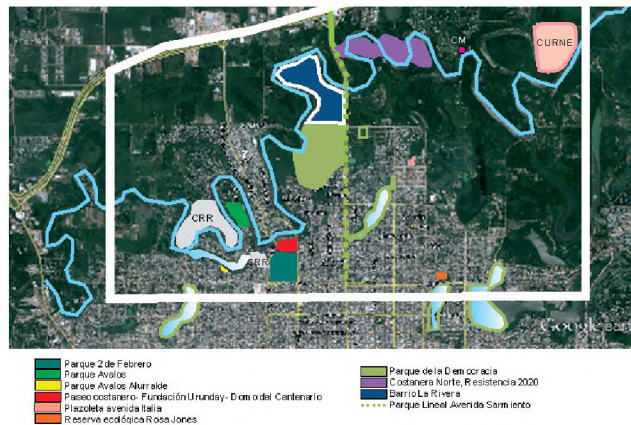 CM
CURNE
CRR
CRR
Google ear
Parque 2 de Febrero
Parque Avalos
Parque Avalos Aturralde
Paseo costanero- Fundación Urunday- Domo del Centenario
Plazoleta avenida Italia
Reserva ecológica Rosa Jones
Parque de la Democracia
Costanera Norte, Resistencia 2020
Barrio La Rivera
Parque Lineal Avenida Sarmiento